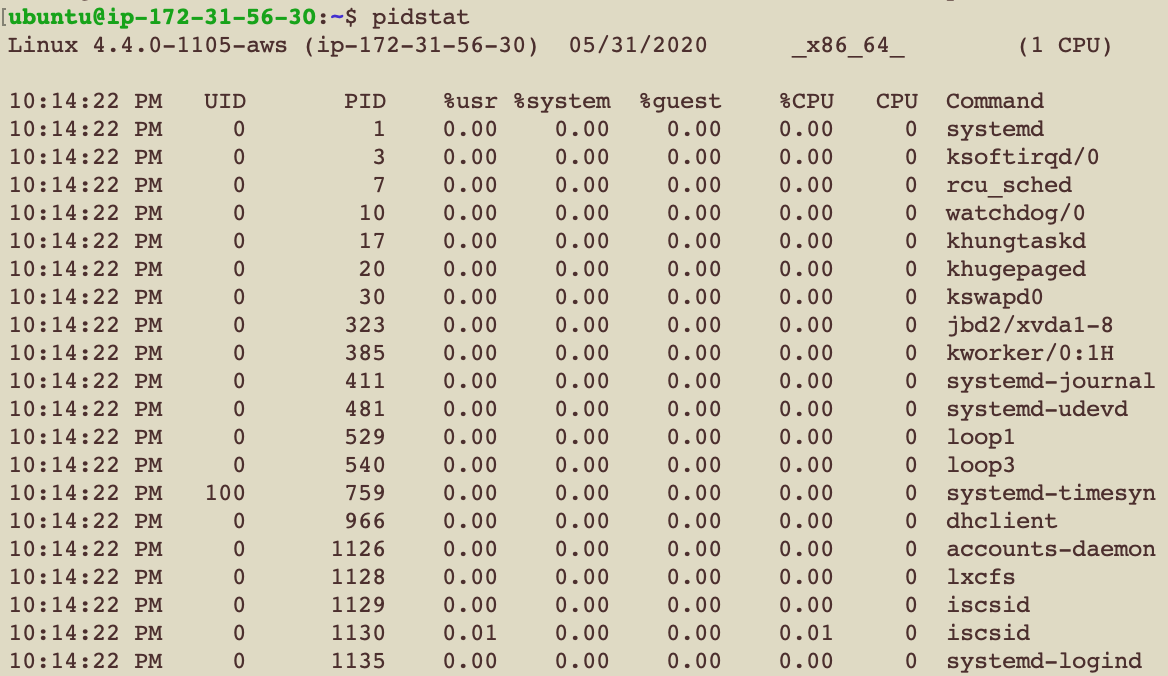 [ubuntu@ip-172-31-56-30:~$ pidstat
Linux 4.4.0-1105-aws (ip-172-31-56-30) 05/31/2020 _x86_64_ (1 CPU)
10:14:22 PM UID PID %usr %system %guest %CPU CPU Command
10:14:22 PM 0 1 0.00 0.00 0.00 0.00 0 systemd
10:14:22 PM 0 3 0.00 0.00 0.00 0.00 0 ksoftirqd/0
10:14:22 PM 0 7 0.00 0.00 0.00 0.00 0 rcu_sched
10:14:22 PM 0 10 0.00 0.00 0.00 0.00 0 watchdog/0
10:14:22 PM 0 17 0.00 0.00 0.00 0.00 0 khungtaskd
10:14:22 PM 0 20 0.00 0.00 0.00 0.00 0 khugepaged
10:14:22 PM 0 30 0.00 0.00 0.00 0.00 0 kswapd0
10:14:22 PM 0 323 0.00 0.00 0.00 0.00 0 jbd2/xvda1-8
10:14:22 PM 0 385 0.00 0.00 0.00 0.00 0 kworker/0:1H
10:14:22 PM 0 411 0.00 0.00 0.00 0.00 0 systemd-journal
10:14:22 PM 0 481 0.00 0.00 0.00 0.00 0 systemd-udevd
10:14:22 PM 0 529 0.00 0.00 0.00 0.00 0 loop1
10:14:22 PM 0 540 0.00 0.00 0.00 0.00 0 loop3
10:14:22 PM 100 759 0.00 0.00 0.00 0.00 0 systemd-timesyn
10:14:22 PM 0 966 0.00 0.00 0.00 0.00 0 dhclient
10:14:22 PM 0 1126 0.00 0.00 0.00 0.00 0 accounts-daemon
10:14:22 PM 0 1128 0.00 0.00 0.00 0.00 0 lxcfs
10:14:22 PM 0 1129 0.00 0.00 0.00 0.00 0 iscsid
10:14:22 PM 0 1130 0.01 0.00 0.00 0.01 0 iscsid
10:14:22 PM 0 1135 0.00 0.00 0.00 0.00 0 systemd-logind